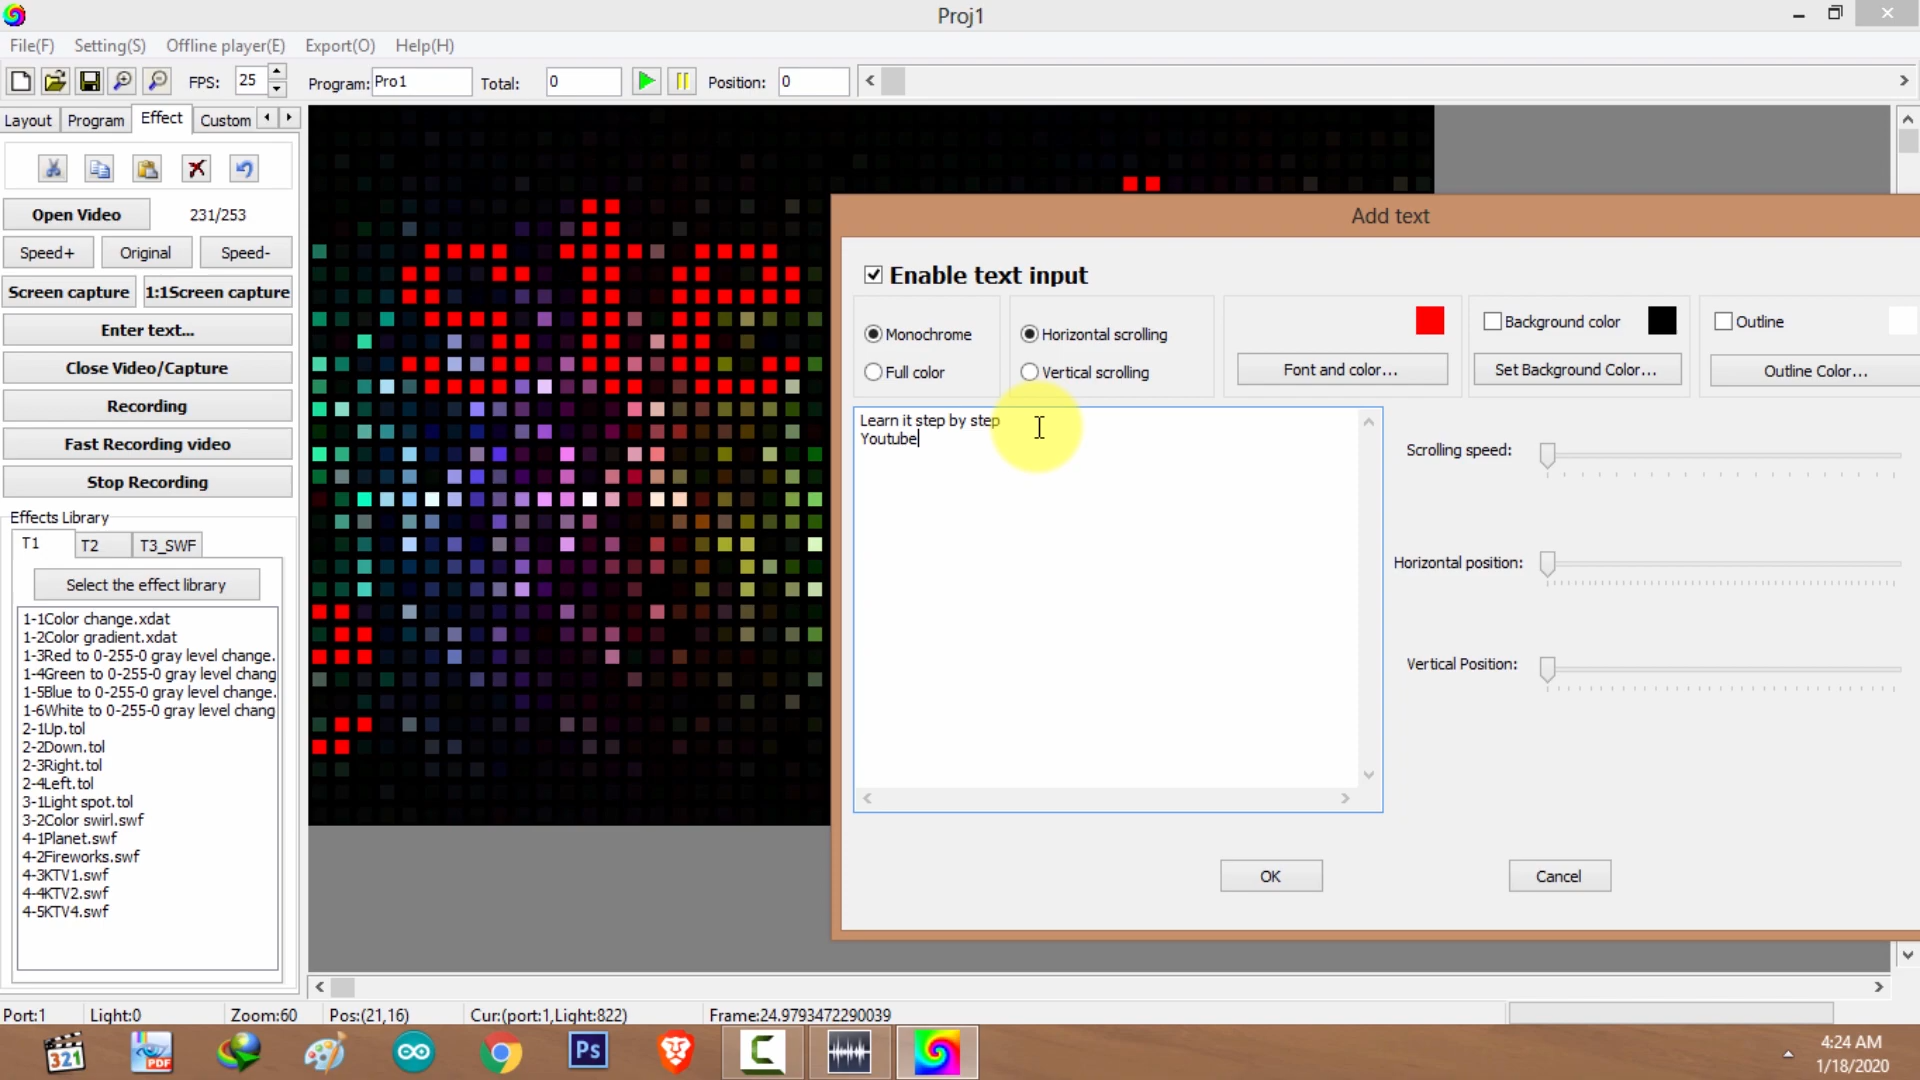 Proj1
File(F) Setting(S) Offline player(E) Export(O) Help(H)
FPS: 25 Program: Pro1 Total: 0 Position: 0
Layout Program Effect Custom
Open Video 231/253
Speed+ Original Speed-
Screen capture 1:1Screen capture
Enter text...
Close Video/Capture
Recording
Fast Recording video
Stop Recording
Effects Library
T1 T2 T3_SWF
Select the effect library
1-1Color change.xdat
1-2Color gradient.xdat
1-3Red to 0-255-0 gray level change.
1-4Green to 0-255-0 gray level chang
1-5Blue to 0-255-0 gray level change.
1-6White to 0-255-0 gray level chang
2-1Up.tol
2-2Down.tol
2-3Right.tol
2-4Left.tol
3-1Light spot.tol
3-2Color swirl.swf
4-1Planet.swf
4-2Fireworks.swf
4-3KTV1.swf
4-4KTV2.swf
4-5KTV4.swf
Add text
Enable text input
Monochrome
Full color
Horizontal scrolling
Vertical scrolling
Font and color...
Background color
Set Background Color...
Outline
Outline Color...
Learn it step by step
Youtube
Scrolling speed:
Horizontal position:
Vertical Position:
OK Cancel
Port:1 Light:0 Zoom:60 Pos:(21,16) Cur:(port:1,Light:822) Frame:24.9793472290039
321
PDF
Ps
4:24 AM
1/18/2020